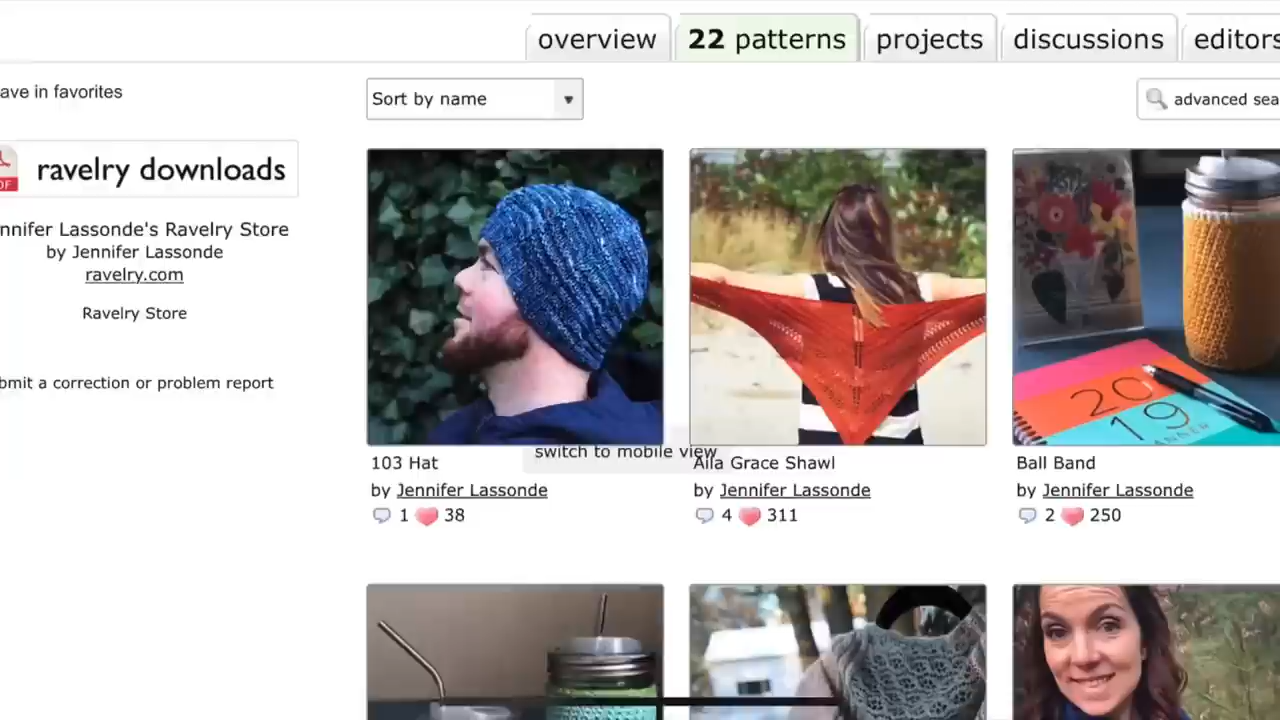 overview
22 patterns
projects
discussions
editors
ave in favorites
Sort by name
advanced sea
ravelry downloads
nnifer Lassonde's Ravelry Store
by Jennifer Lassonde
ravelry.com
Ravelry Store
bmit a correction or problem report
20
19
switch to mobile view
103 Hat
by Jennifer Lassonde
1 38
Aila Grace Shawl
by Jennifer Lassonde
4 311
Ball Band
by Jennifer Lassonde
2 250